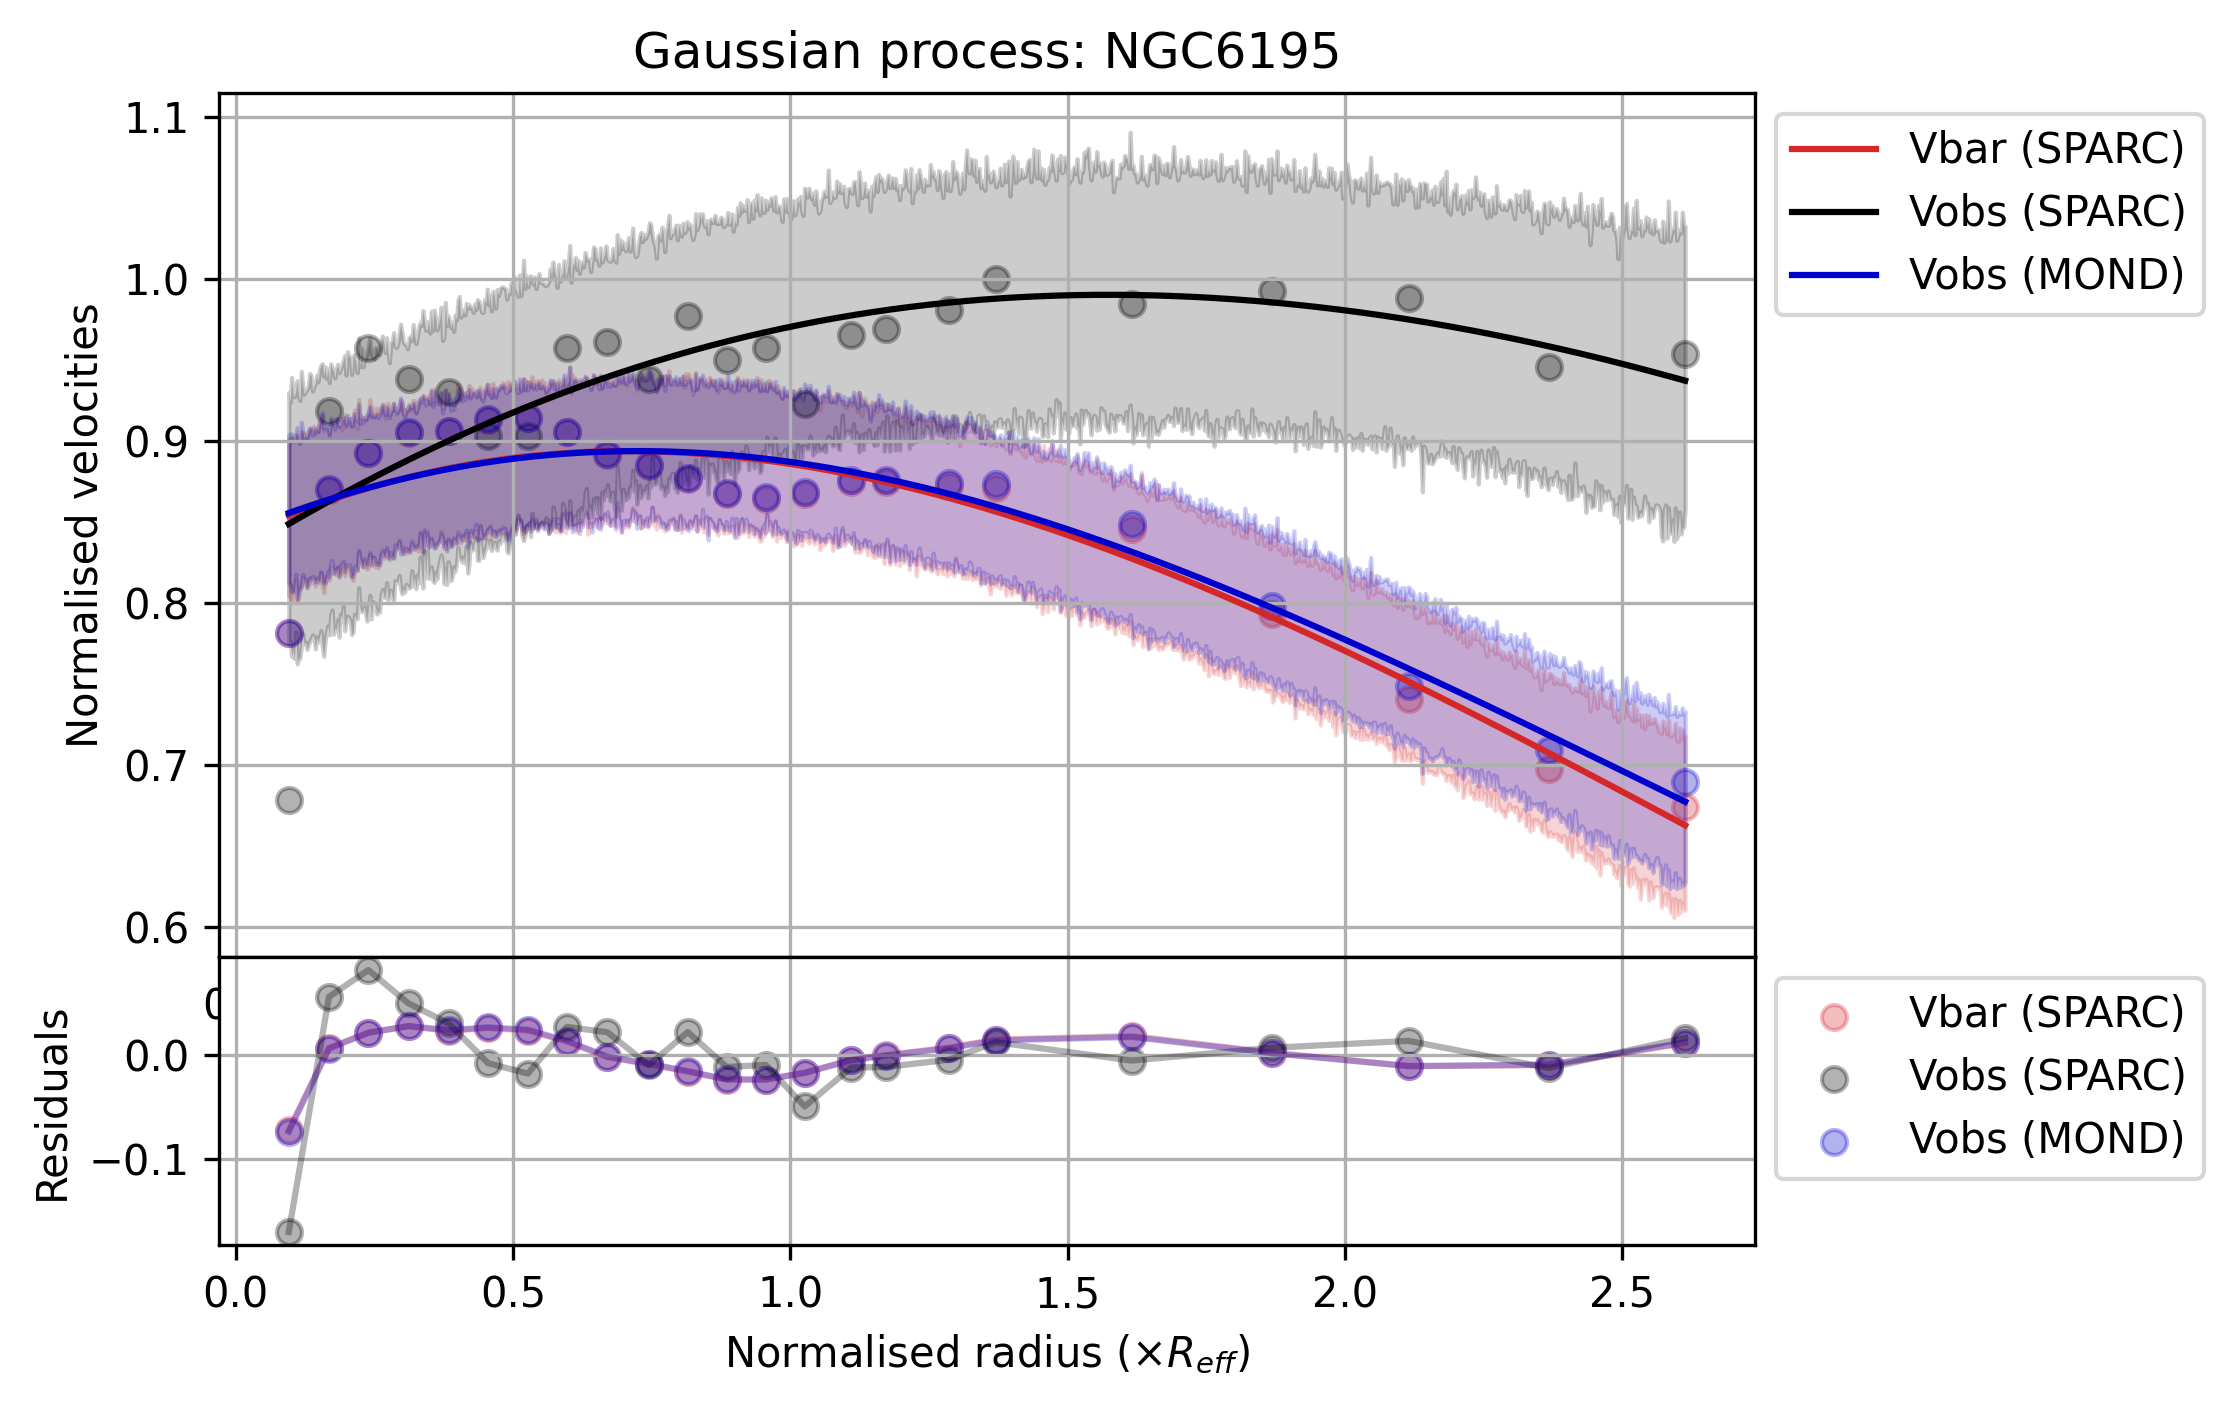 Gaussian process: NGC6195
1.1
1.0
0.9
0.8
0.7
0.6
Normalised velocities
Vbar (SPARC)
Vobs (SPARC)
Vobs (MOND)
0.0
−0.1
Residuals
Vbar (SPARC)
Vobs (SPARC)
Vobs (MOND)
0.0 0.5 1.0 1.5 2.0 2.5
Normalised radius (×R_eff)